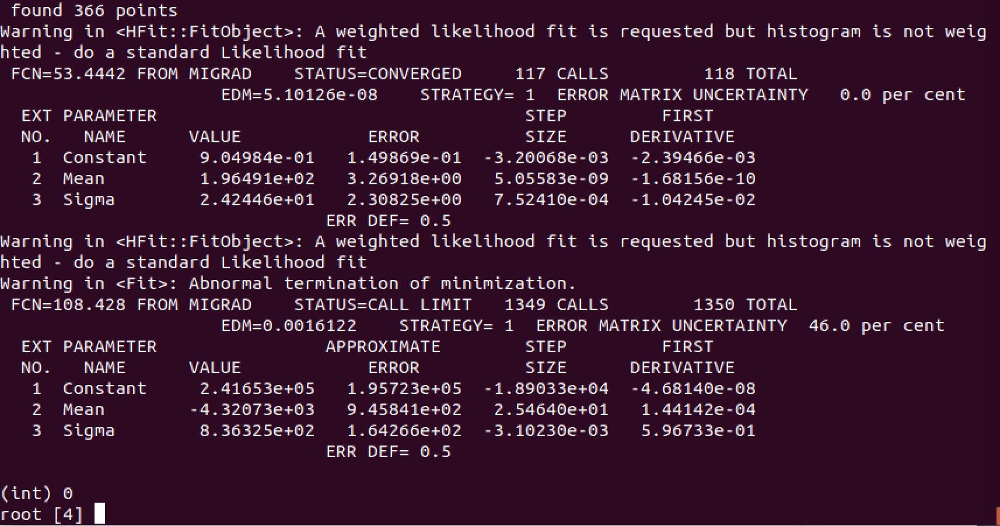 found 366 points
Warning in <HFit::FitObject>: A weighted likelihood fit is requested but histogram is not weig
hted - do a standard Likelihood fit
FCN=53.4442 FROM MIGRAD    STATUS=CONVERGED     117 CALLS         118 TOTAL
EDM=5.10126e-08    STRATEGY= 1  ERROR MATRIX UNCERTAINTY   0.0 per cent
EXT PARAMETER                                   STEP         FIRST
NO.   NAME      VALUE            ERROR          SIZE      DERIVATIVE
1  Constant     9.04984e-01   1.49869e-01  -3.20068e-03  -2.39466e-03
2  Mean         1.96491e+02   3.26918e+00   5.05583e-09  -1.68156e-10
3  Sigma        2.42446e+01   2.30825e+00   7.52410e-04  -1.04245e-02
ERR DEF= 0.5
Warning in <HFit::FitObject>: A weighted likelihood fit is requested but histogram is not weig
hted - do a standard Likelihood fit
Warning in <Fit>: Abnormal termination of minimization.
FCN=108.428 FROM MIGRAD    STATUS=CALL LIMIT   1349 CALLS        1350 TOTAL
EDM=0.0016122    STRATEGY= 1  ERROR MATRIX UNCERTAINTY  46.0 per cent
EXT PARAMETER                APPROXIMATE        STEP         FIRST
NO.   NAME      VALUE            ERROR          SIZE      DERIVATIVE
1  Constant     2.41653e+05   1.95723e+05  -1.89033e+04  -4.68140e-08
2  Mean        -4.32073e+03   9.45841e+02   2.54640e+01   1.44142e-04
3  Sigma        8.36325e+02   1.64266e+02  -3.10230e-03   5.96733e-01
ERR DEF= 0.5
(int) 0
root [4]